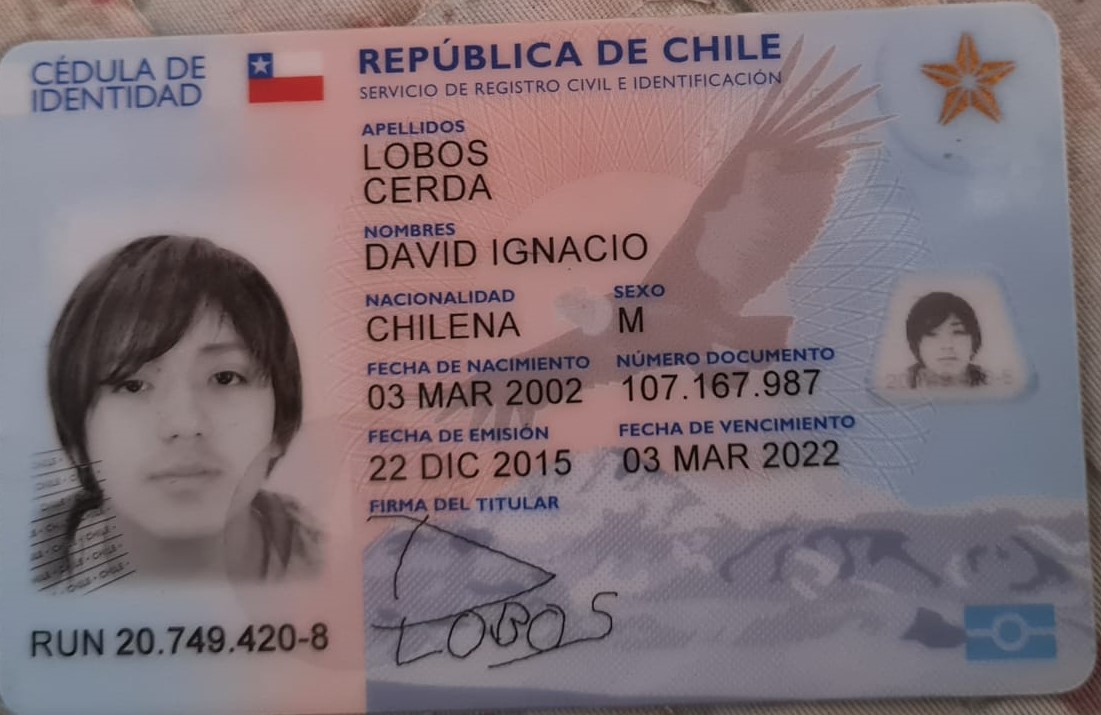 CÉDULA DE
IDENTIDAD
REPÚBLICA DE CHILE
SERVICIO DE REGISTRO CIVIL E IDENTIFICACIÓN
APELLIDOS
LOBOS
CERDA
NOMBRES
DAVID IGNACIO
NACIONALIDAD SEXO
CHILENA M
FECHA DE NACIMIENTO NÚMERO DOCUMENTO
03 MAR 2002 107.167.987
FECHA DE EMISIÓN FECHA DE VENCIMIENTO
22 DIC 2015 03 MAR 2022
FIRMA DEL TITULAR
D
LOBOS
RUN 20.749.420-8